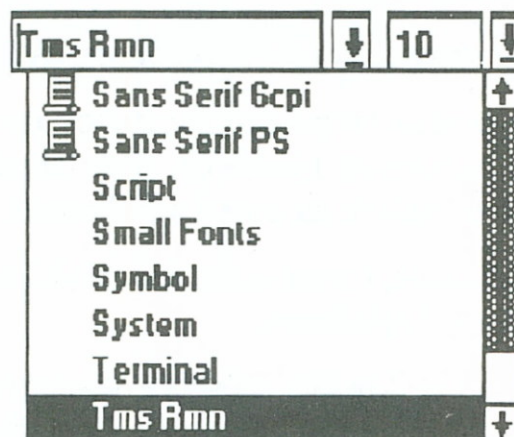 Tms Rmn 10
Sans Serif 6cpi
Sans Serif PS
Script
Small Fonts
Symbol
System
Terminal
Tms Rmn